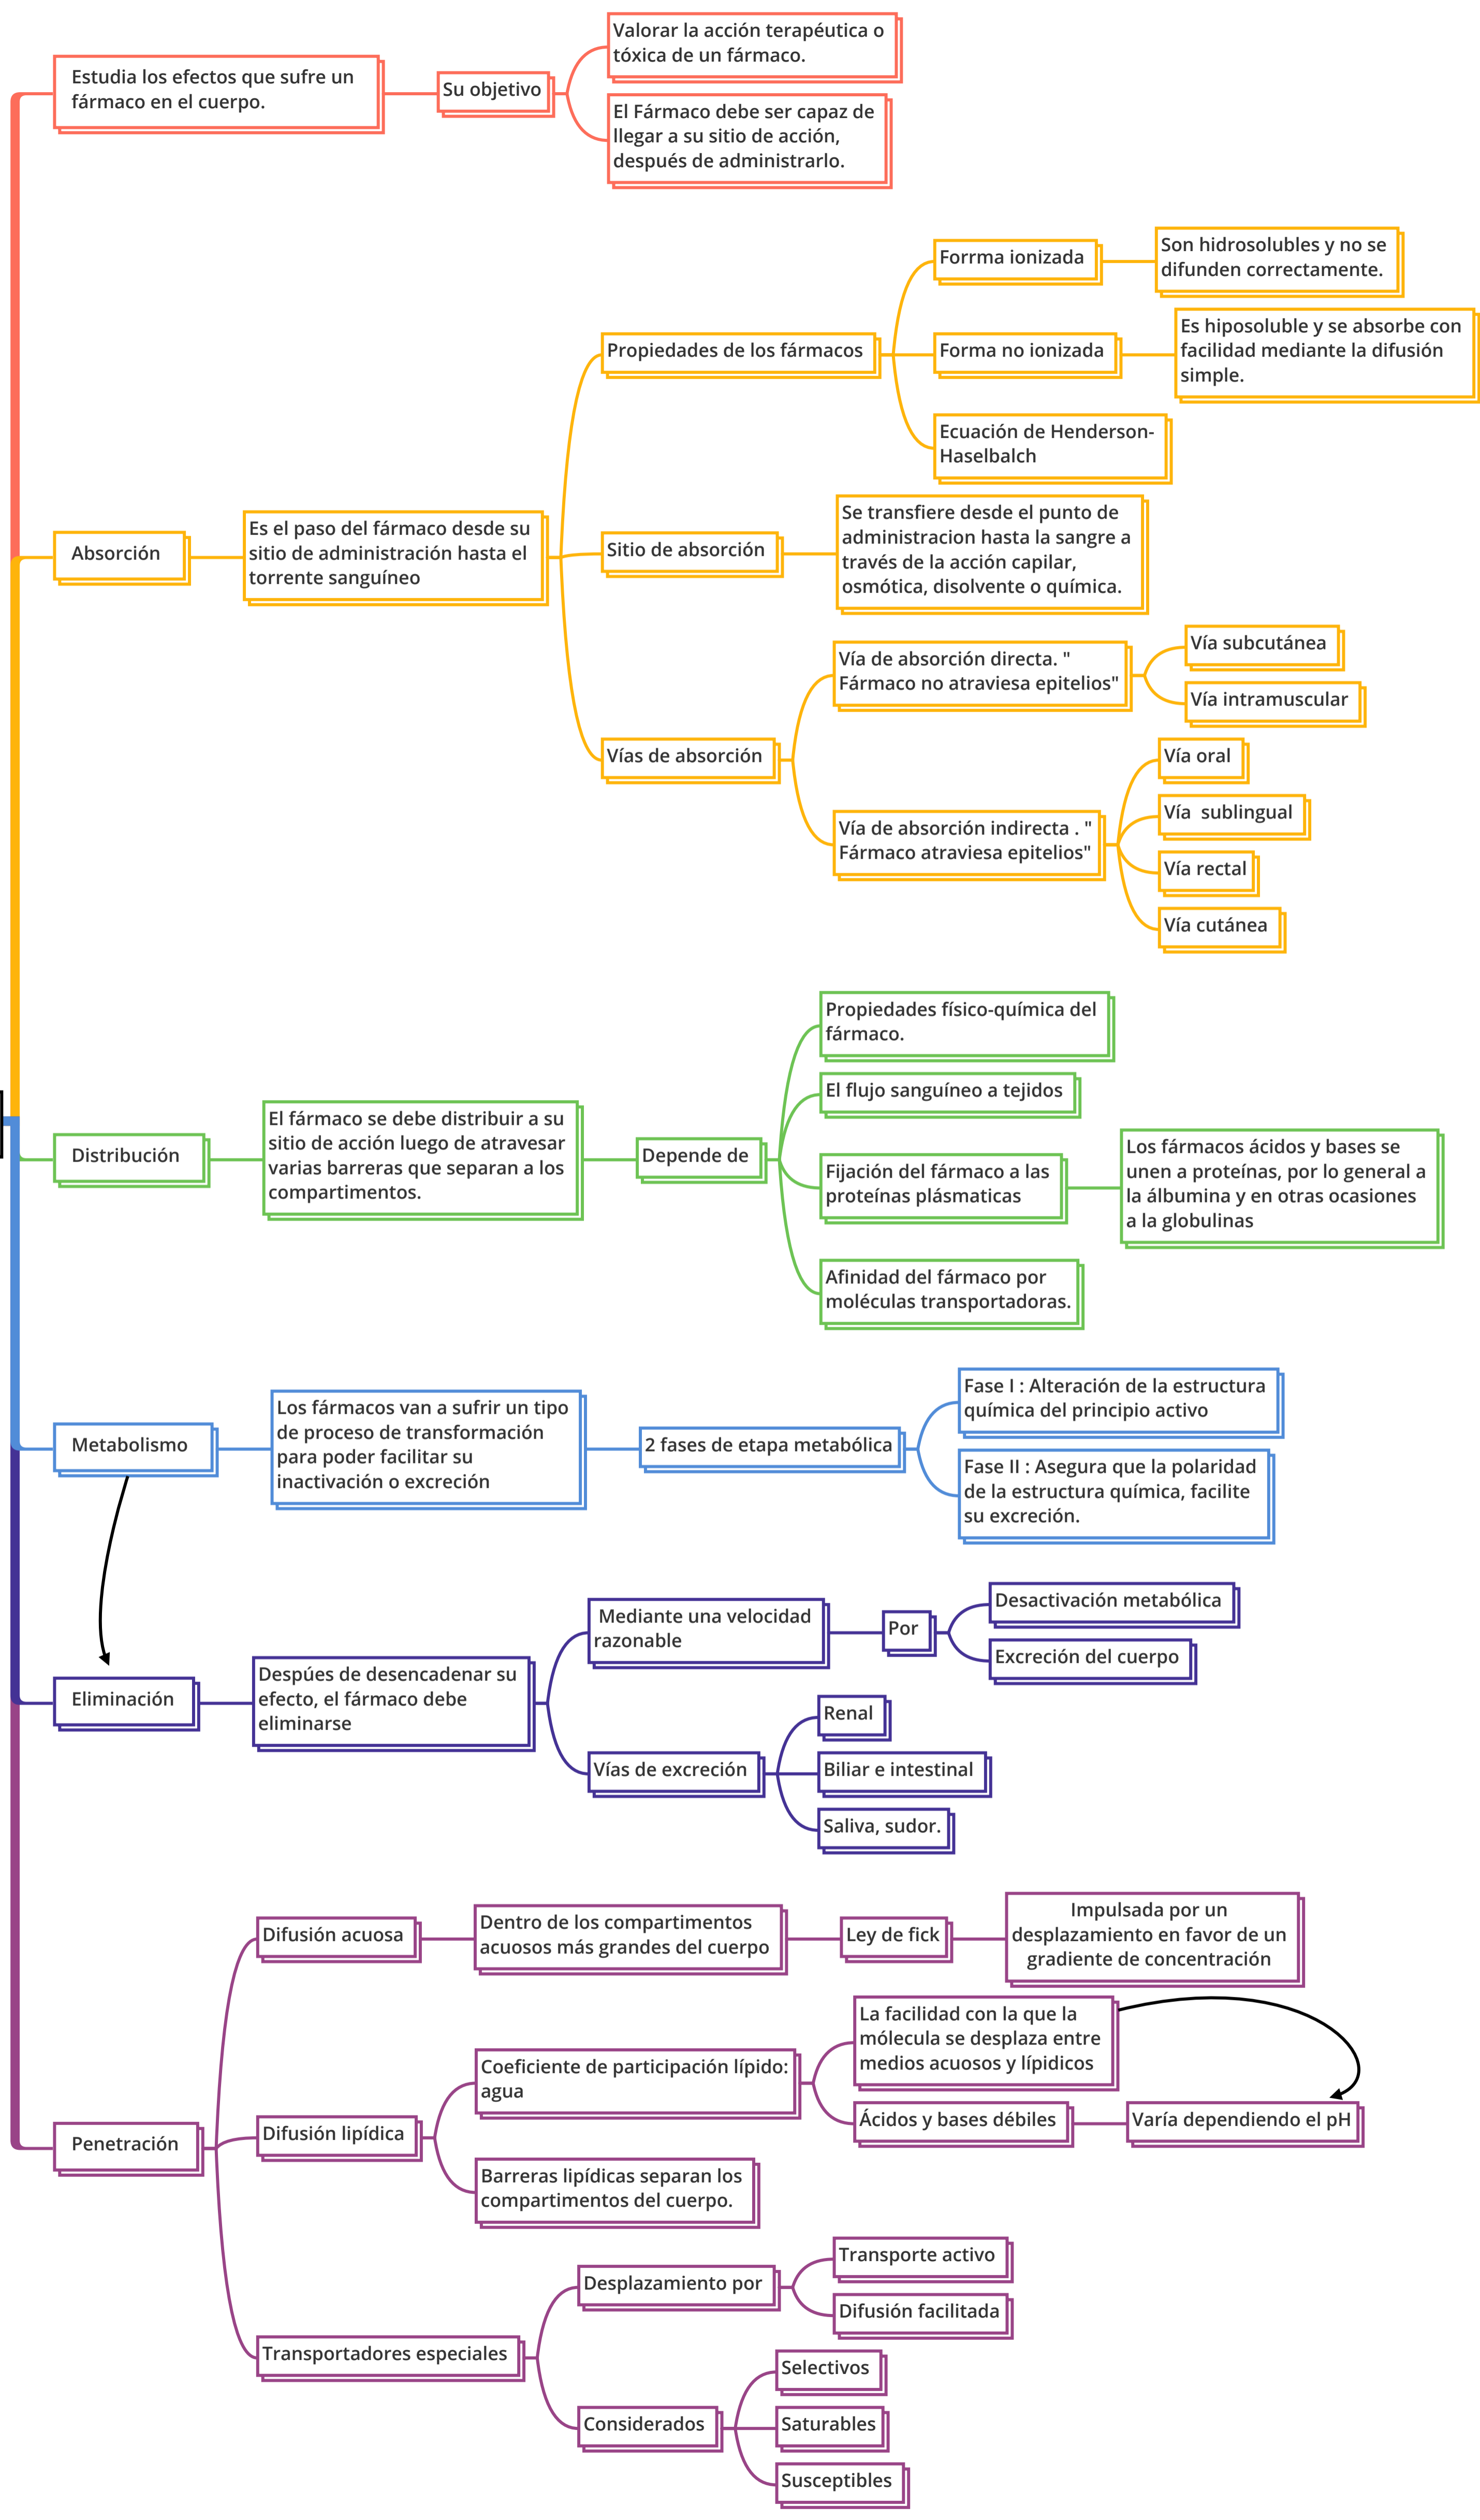 Estudia los efectos que sufre un
fármaco en el cuerpo.
Su objetivo
Valorar la acción terapéutica o
tóxica de un fármaco.
El Fármaco debe ser capaz de
llegar a su sitio de acción,
después de administrarlo.
Absorción
Es el paso del fármaco desde su
sitio de administración hasta el
torrente sanguíneo
Propiedades de los fármacos
Forrma ionizada
Son hidrosolubles y no se
difunden correctamente.
Forma no ionizada
Es hiposoluble y se absorbe con
facilidad mediante la difusión
simple.
Ecuación de Henderson-
Haselbalch
Sitio de absorción
Se transfiere desde el punto de
administracion hasta la sangre a
través de la acción capilar,
osmótica, disolvente o química.
Vías de absorción
Vía de absorción directa. "
Fármaco no atraviesa epitelios"
Vía subcutánea
Vía intramuscular
Vía de absorción indirecta . "
Fármaco atraviesa epitelios"
Vía oral
Vía  sublingual
Vía rectal
Vía cutánea
Distribución
El fármaco se debe distribuir a su
sitio de acción luego de atravesar
varias barreras que separan a los
compartimentos.
Depende de
Propiedades físico-química del
fármaco.
El flujo sanguíneo a tejidos
Fijación del fármaco a las
proteínas plásmaticas
Los fármacos ácidos y bases se
unen a proteínas, por lo general a
la álbumina y en otras ocasiones
a la globulinas
Afinidad del fármaco por
moléculas transportadoras.
Metabolismo
Los fármacos van a sufrir un tipo
de proceso de transformación
para poder facilitar su
inactivación o excreción
2 fases de etapa metabólica
Fase I : Alteración de la estructura
química del principio activo
Fase II : Asegura que la polaridad
de la estructura química, facilite
su excreción.
Eliminación
Despúes de desencadenar su
efecto, el fármaco debe
eliminarse
Mediante una velocidad
razonable
Por
Desactivación metabólica
Excreción del cuerpo
Vías de excreción
Renal
Biliar e intestinal
Saliva, sudor.
Penetración
Difusión acuosa
Dentro de los compartimentos
acuosos más grandes del cuerpo
Ley de fick
Impulsada por un
desplazamiento en favor de un
gradiente de concentración
Difusión lipídica
Coeficiente de participación lípido:
agua
La facilidad con la que la
mólecula se desplaza entre
medios acuosos y lípidicos
Ácidos y bases débiles
Varía dependiendo el pH
Barreras lipídicas separan los
compartimentos del cuerpo.
Transportadores especiales
Desplazamiento por
Transporte activo
Difusión facilitada
Considerados
Selectivos
Saturables
Susceptibles